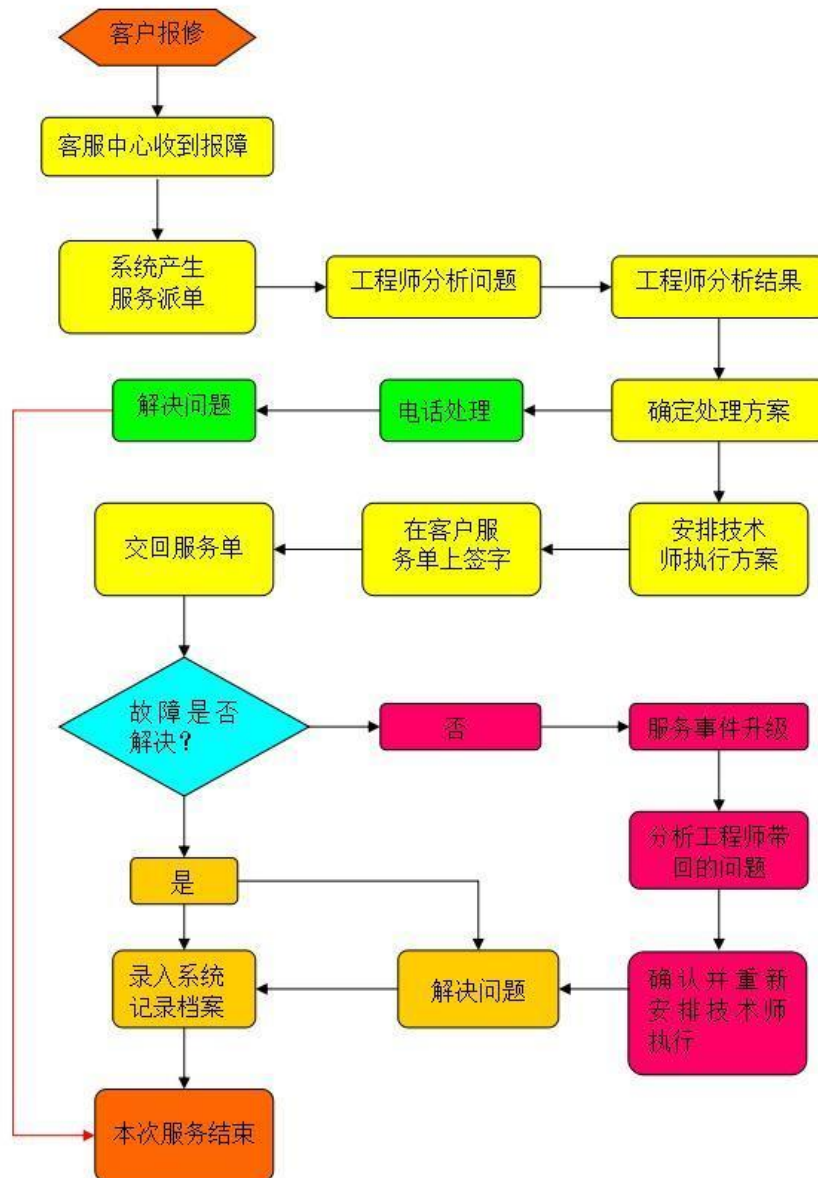 客户报修
客服中心收到报障
系统产生
服务派单
工程师分析问题
工程师分析结果
解决问题
电话处理
确定处理方案
交回服务单
在客户服
务单上签字
安排技术
师执行方案
故障是否
解决?
否
服务事件升级
分析工程师带
回的问题
是
录入系统
记录档案
解决问题
确认并重新
安排技术师
执行
本次服务结束